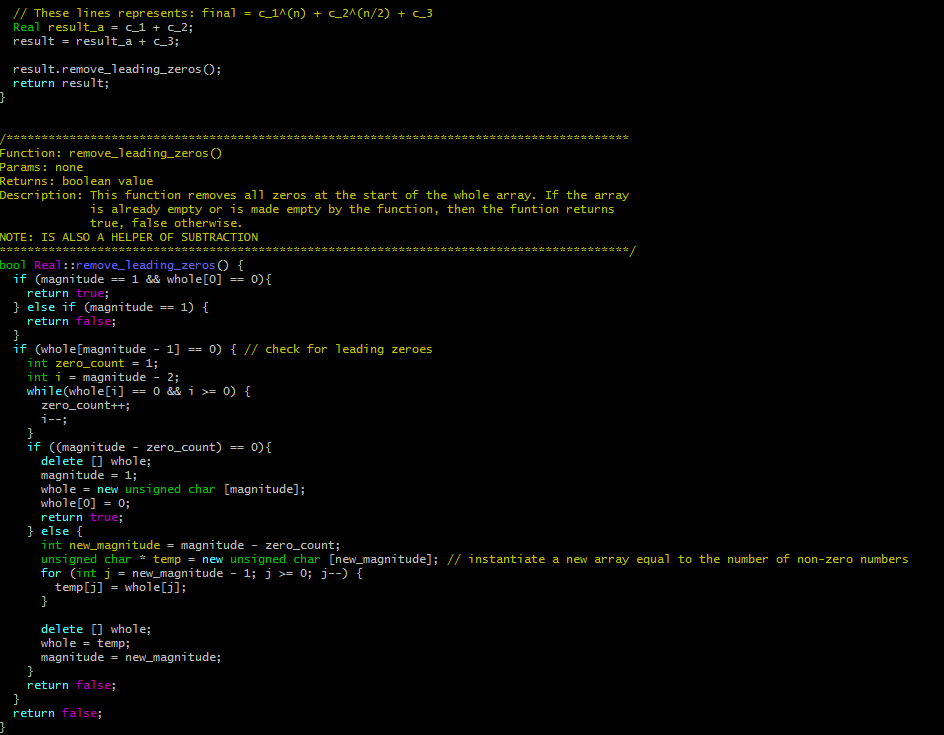 // These lines represents: final = c_1^(n) + c_2^(n/2) + c_3
  Real result_a = c_1 + c_2;
  result = result_a + c_3;

  result.remove_leading_zeros();
  return result;
}


/*****************************************************************************************
Function: remove_leading_zeros()
Params: none
Returns: boolean value
Description: This function removes all zeros at the start of the whole array. If the array
             is already empty or is made empty by the function, then the funtion returns
             true, false otherwise.
NOTE: IS ALSO A HELPER OF SUBTRACTION
******************************************************************************************/
bool Real::remove_leading_zeros() {
  if (magnitude == 1 && whole[0] == 0){
    return true;
  } else if (magnitude == 1) {
    return false;
  }
  if (whole[magnitude - 1] == 0) { // check for leading zeroes
    int zero_count = 1;
    int i = magnitude - 2;
    while(whole[i] == 0 && i >= 0) {
      zero_count++;
      i--;
    }
    if ((magnitude - zero_count) == 0){
      delete [] whole;
      magnitude = 1;
      whole = new unsigned char [magnitude];
      whole[0] = 0;
      return true;
    } else {
      int new_magnitude = magnitude - zero_count;
      unsigned char * temp = new unsigned char [new_magnitude]; // instantiate a new array equal to the number of non-zero numbers
      for (int j = new_magnitude - 1; j >= 0; j--) {
        temp[j] = whole[j];
      }

      delete [] whole;
      whole = temp;
      magnitude = new_magnitude;
    }
    return false;
  }
  return false;
}